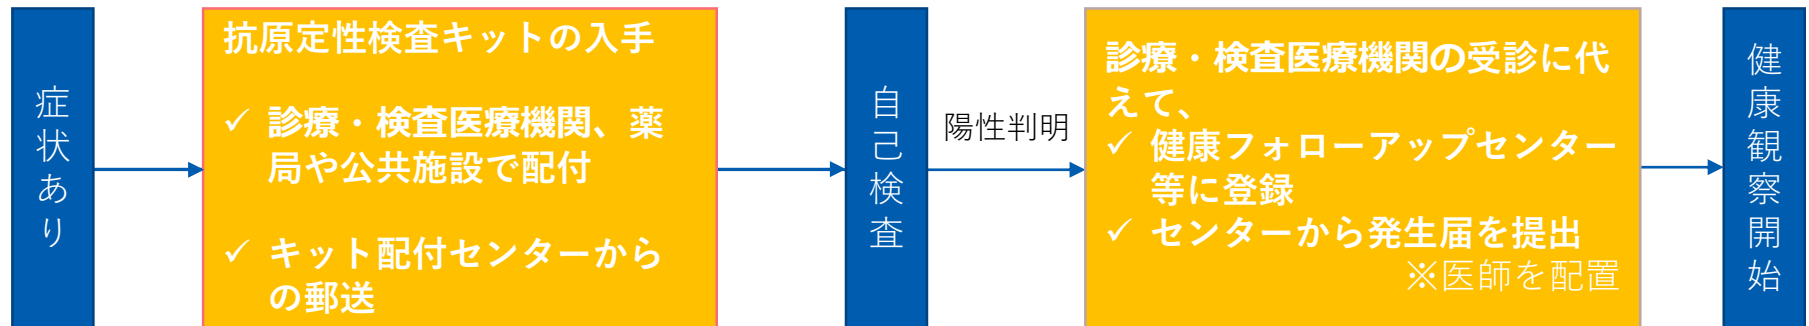 症状あり
抗原定性検査キットの入手
✓ 診療・検査医療機関、薬
局や公共施設で配付
✓ キット配付センターから
の郵送
自己検査
陽性判明
診療・検査医療機関の受診に代
えて、
✓ 健康フォローアップセンター
等に登録
✓ センターから発生届を提出
※医師を配置
健康観察開始